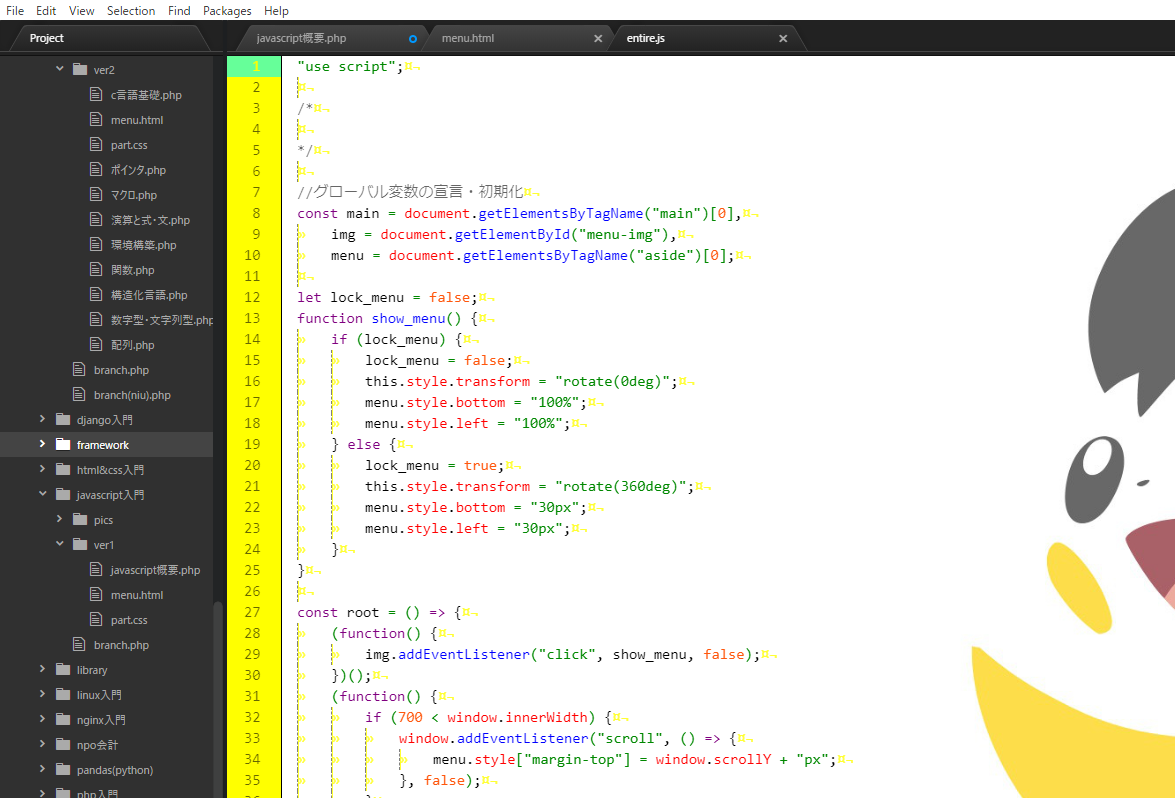 File Edit View Selection Find Packages Help
Project
javascript概要.php
menu.html
entire.js
ver2
c言語基礎.php
menu.html
part.css
ポインタ.php
マクロ.php
演算と式・文.php
環境構築.php
関数.php
構造化言語.php
数字型・文字列型.php
配列.php
branch.php
branch(niu).php
django入門
framework
html&css入門
javascript入門
pics
ver1
javascript概要.php
menu.html
part.css
branch.php
library
linux入門
nginx入門
npo会計
pandas(python)
php入門
1 "use script";¤¬
2 ¤¬
3 /*¤¬
4 ¤¬
5 */¤¬
6 ¤¬
7 //グローバル変数の宣言・初期化¤¬
8 const main = document.getElementsByTagName("main")[0],¤¬
9 » img = document.getElementById("menu-img"),¤¬
10 » menu = document.getElementsByTagName("aside")[0];¤¬
11 ¤¬
12 let lock_menu = false;¤¬
13 function show_menu() {¤¬
14 » if (lock_menu) {¤¬
15 » » lock_menu = false;¤¬
16 » » this.style.transform = "rotate(0deg)";¤¬
17 » » menu.style.bottom = "100%";¤¬
18 » » menu.style.left = "100%";¤¬
19 » } else {¤¬
20 » » lock_menu = true;¤¬
21 » » this.style.transform = "rotate(360deg)";¤¬
22 » » menu.style.bottom = "30px";¤¬
23 » » menu.style.left = "30px";¤¬
24 » }¤¬
25 }¤¬
26 ¤¬
27 const root = () => {¤¬
28 » (function() {¤¬
29 » » img.addEventListener("click", show_menu, false);¤¬
30 » })();¤¬
31 » (function() {¤¬
32 » » if (700 < window.innerWidth) {¤¬
33 » » » window.addEventListener("scroll", () => {¤¬
34 » » » » menu.style["margin-top"] = window.scrollY + "px";¤¬
35 » » » }, false);¤¬